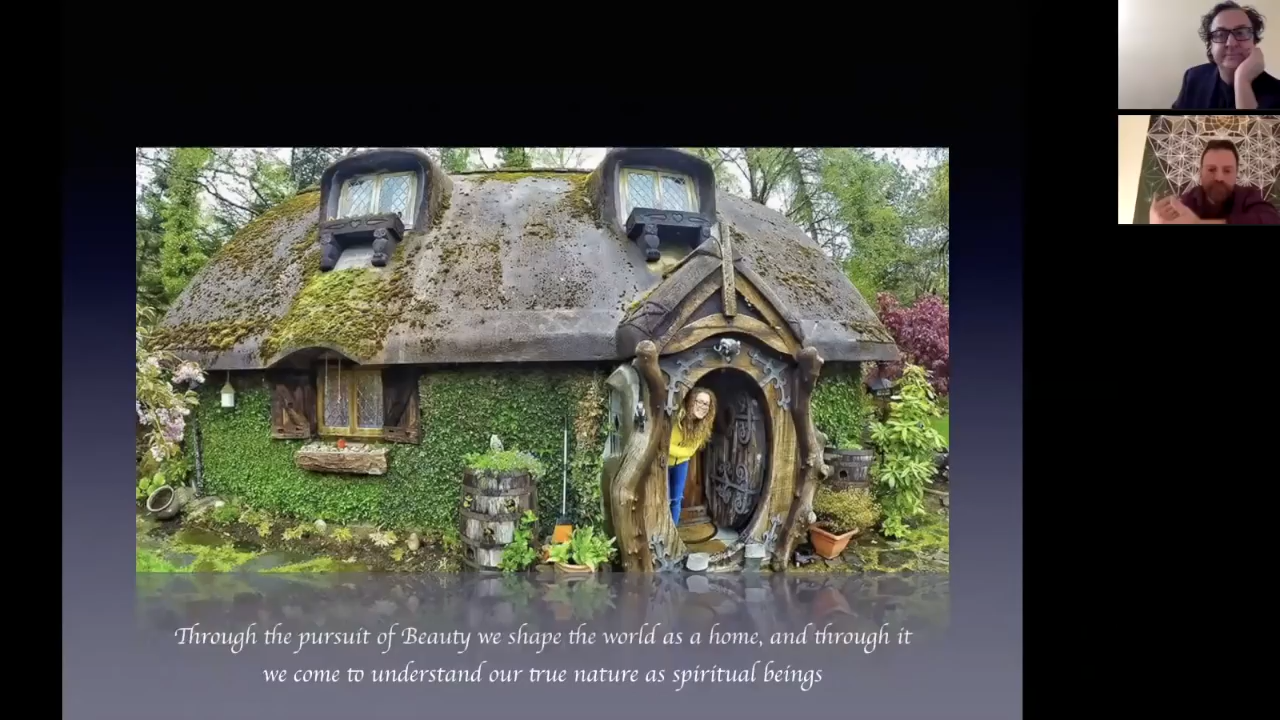 Through the pursuit of Beauty we shape the world as a home, and through it
we come to understand our true nature as spiritual beings